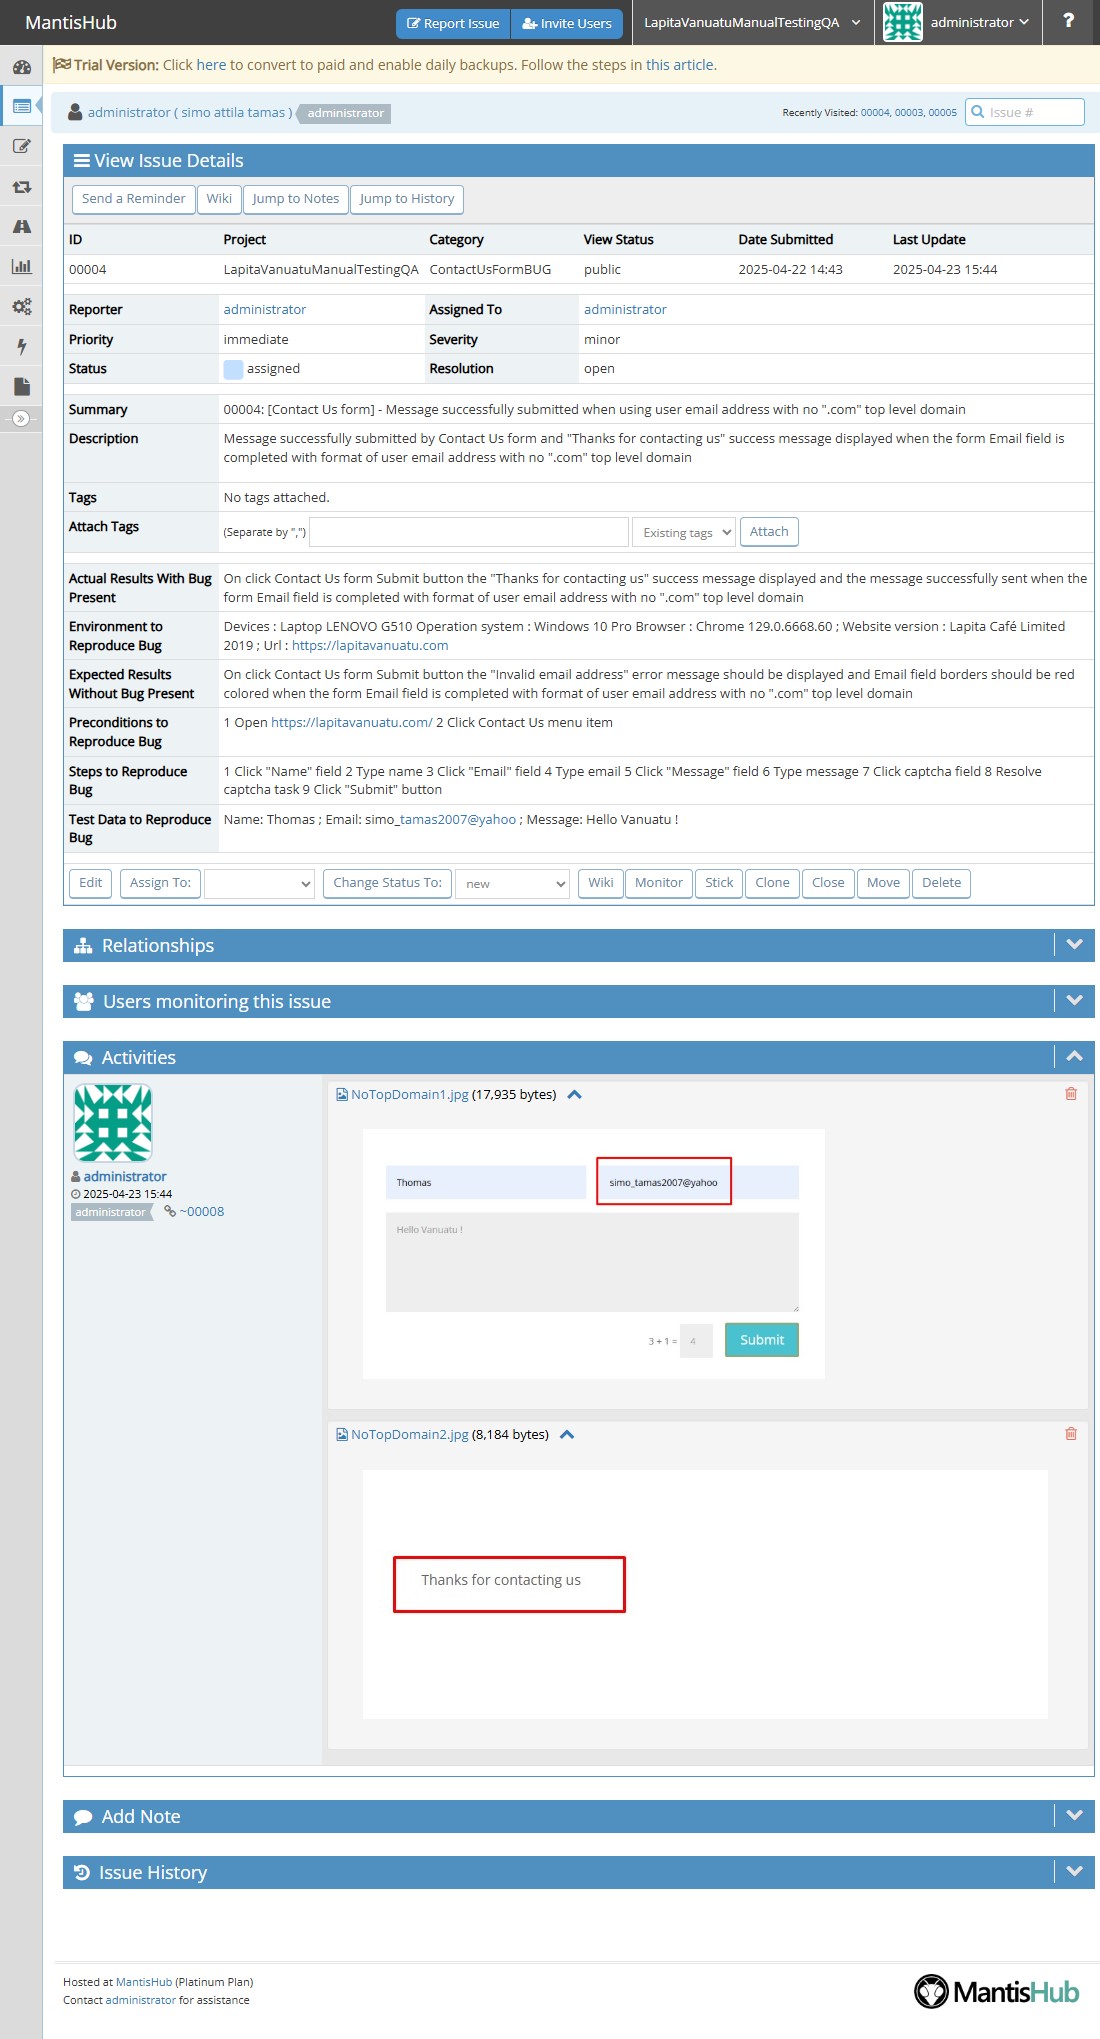 MantisHub
Report Issue
Invite Users
LapitaVanuatuManualTestingQA
administrator
?
Trial Version: Click here to convert to paid and enable daily backups. Follow the steps in this article.
administrator ( simo attila tamas )
administrator
Recently Visited: 00004, 00003, 00005
Issue #
View Issue Details
Send a Reminder
Wiki
Jump to Notes
Jump to History
ID Project Category View Status Date Submitted Last Update
00004 LapitaVanuatuManualTestingQA ContactUsFormBUG public 2025-04-22 14:43 2025-04-23 15:44
Reporter administrator Assigned To administrator
Priority immediate Severity minor
Status assigned Resolution open
Summary 00004: [Contact Us form] - Message successfully submitted when using user email address with no ".com" top level domain
Description Message successfully submitted by Contact Us form and "Thanks for contacting us" success message displayed when the form Email field is
completed with format of user email address with no ".com" top level domain
Tags No tags attached.
Attach Tags (Separate by ",") Existing tags Attach
Actual Results With Bug On click Contact Us form Submit button the "Thanks for contacting us" success message displayed and the message successfully sent when the
Present form Email field is completed with format of user email address with no ".com" top level domain
Environment to Devices : Laptop LENOVO G510 Operation system : Windows 10 Pro Browser : Chrome 129.0.6668.60 ; Website version : Lapita Café Limited
Reproduce Bug 2019 ; Url : https://lapitavanuatu.com
Expected Results On click Contact Us form Submit button the "Invalid email address" error message should be displayed and Email field borders should be red
Without Bug Present colored when the form Email field is completed with format of user email address with no ".com" top level domain
Preconditions to 1 Open https://lapitavanuatu.com/ 2 Click Contact Us menu item
Reproduce Bug
Steps to Reproduce 1 Click "Name" field 2 Type name 3 Click "Email" field 4 Type email 5 Click "Message" field 6 Type message 7 Click captcha field 8 Resolve
Bug captcha task 9 Click "Submit" button
Test Data to Reproduce Name: Thomas ; Email: simo_tamas2007@yahoo ; Message: Hello Vanuatu !
Bug
Edit Assign To: Change Status To: new Wiki Monitor Stick Clone Close Move Delete
Relationships
Users monitoring this issue
Activities
NoTopDomain1.jpg (17,935 bytes)
administrator
2025-04-23 15:44
administrator ~00008
Thomas
simo_tamas2007@yahoo
Hello Vanuatu !
3 + 1 = 4
Submit
NoTopDomain2.jpg (8,184 bytes)
Thanks for contacting us
Add Note
Issue History
Hosted at MantisHub (Platinum Plan)
Contact administrator for assistance
MantisHub